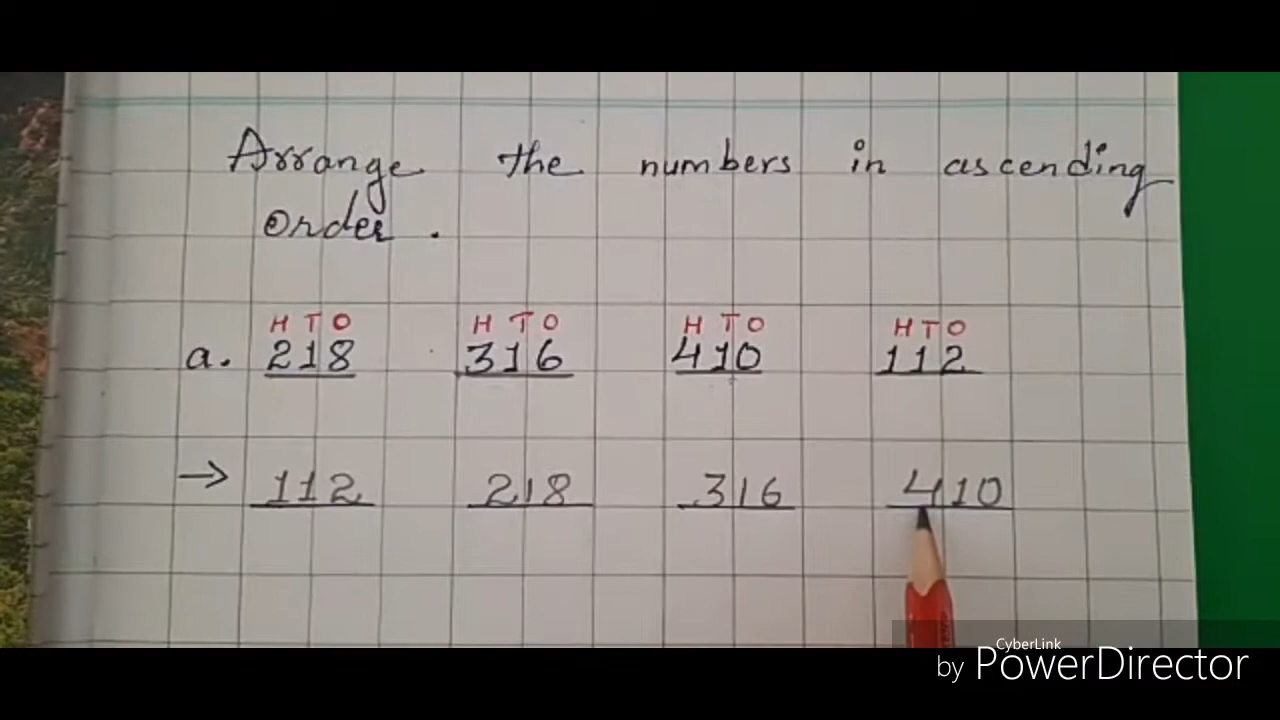 Arrange the numbers in ascending
order.
H T O H T O H T O H T O
a. 218 316 410 112
→ 112 218 316 410
CyberLink
by PowerDirector